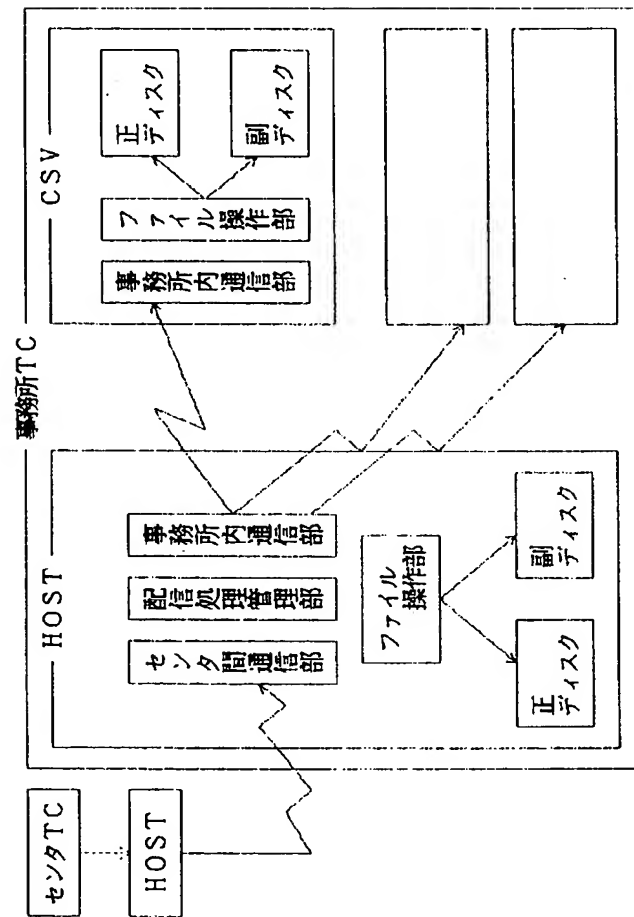 センタTC
HOST
事務所TC
HOST
センタ間通信部
配信処理管理部
事務所内通信部
ファイル
操作部
正
ディスク
副
ディスク
CSV
事務所内通信部
ファイル操作部
正
ディスク
副
ディスク